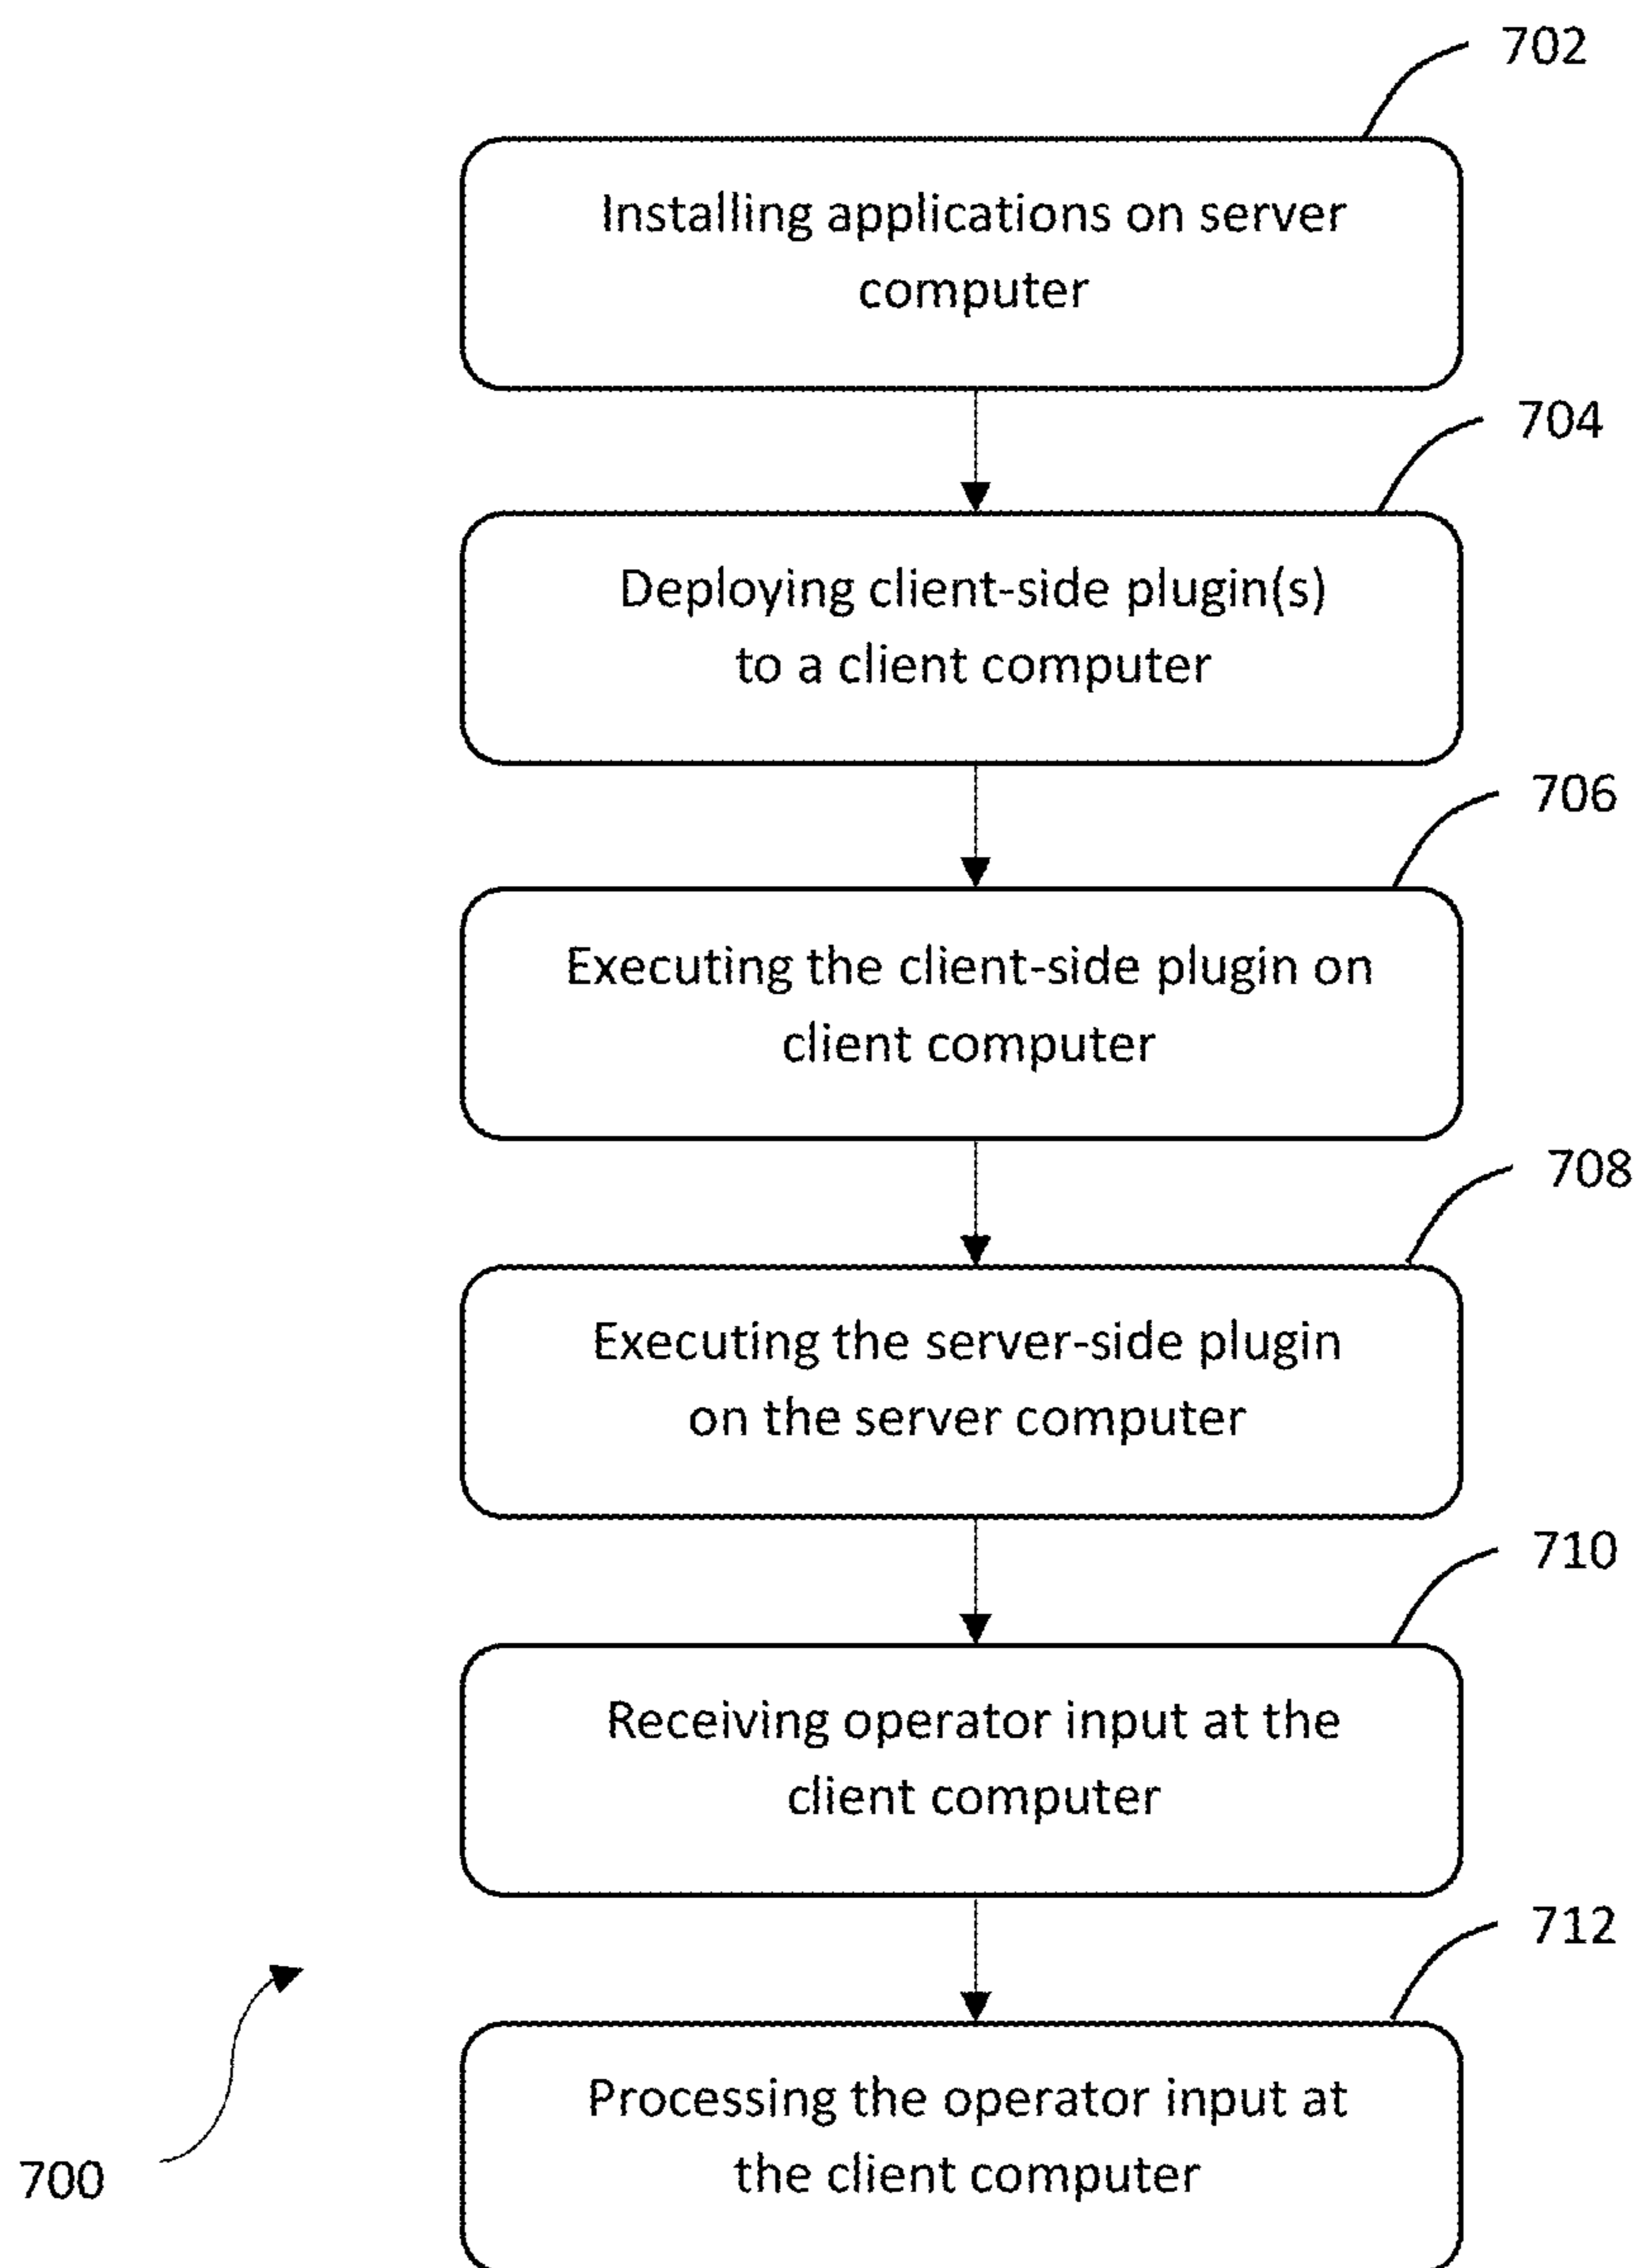 702
Installing applications on server
computer
704
Deploying client-side plugin(s)
to a client computer
706
Executing the client-side plugin on
client computer
708
Executing the server-side plugin
on the server computer
710
Receiving operator input at the
client computer
712
Processing the operator input at
the client computer
700